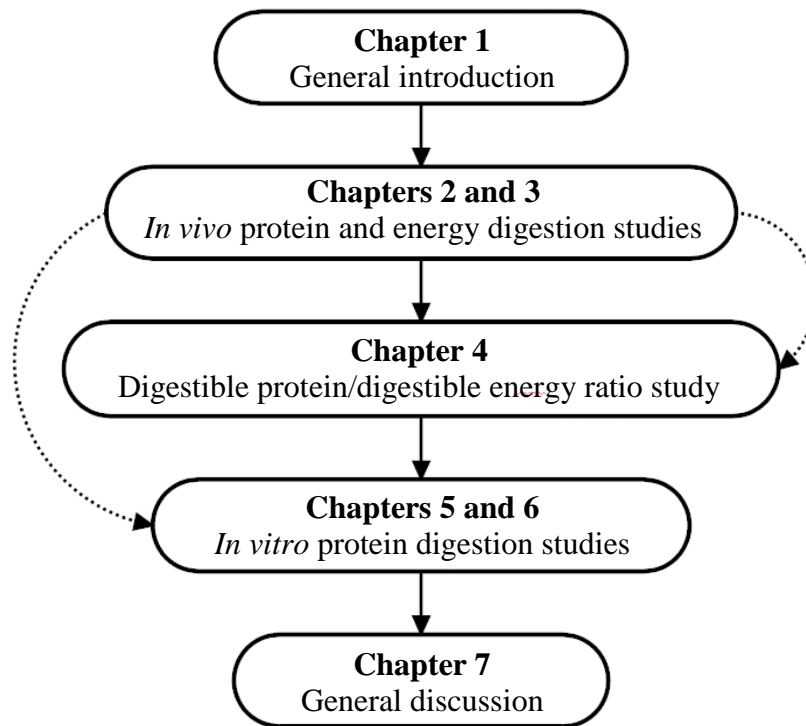 Chapter 1
General introduction
Chapters 2 and 3
In vivo protein and energy digestion studies
Chapter 4
Digestible protein/digestible energy ratio study
Chapters 5 and 6
In vitro protein digestion studies
Chapter 7
General discussion